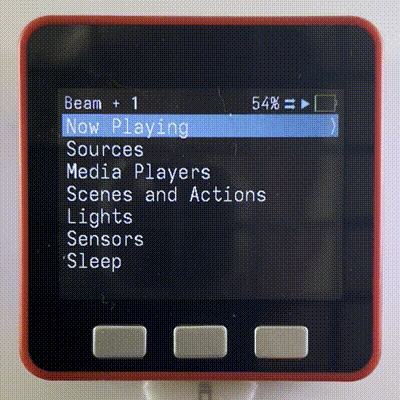 Beam + 1 54%
Now Playing
Sources
Media Players
Scenes and Actions
Lights
Sensors
Sleep